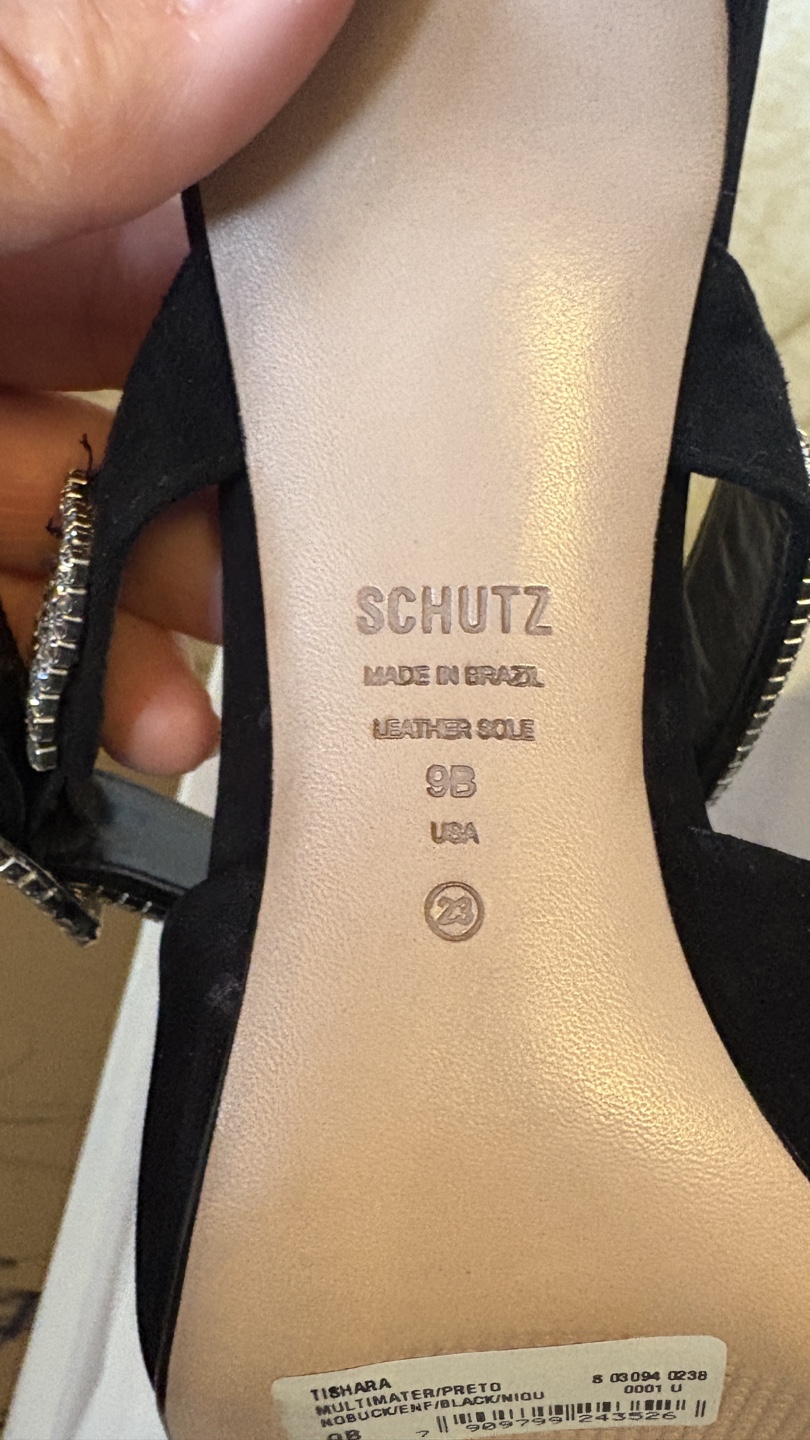 SCHUTZ
MADE IN BRAZIL
LEATHER SOLE
9B
USA
23
TISHARA
MULTIMATER/PRETO
NOBUCK/ENF/BLACK/NIQU
9B
S 03094 0238
0001 U
7 909799 243526